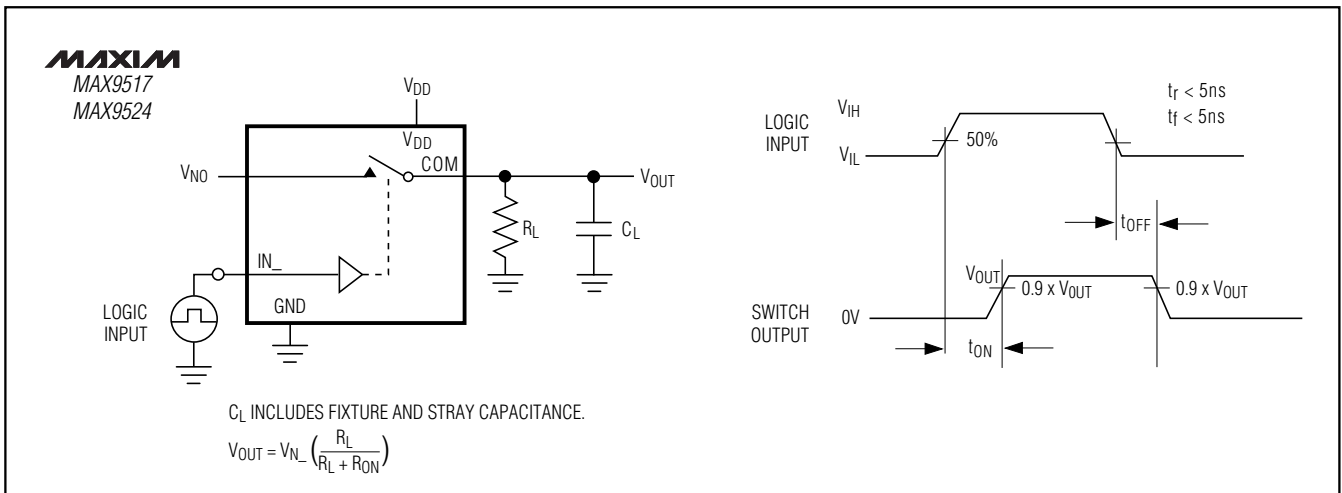 MAXIM
MAX9517
MAX9524
VDD
VDD
VNO
COM
VOUT
RL
CL
IN_
GND
LOGIC
INPUT
CL INCLUDES FIXTURE AND STRAY CAPACITANCE.
VOUT = VN_ (RL / RL + RON)
LOGIC
INPUT
VIH
VIL
50%
tr < 5ns
tf < 5ns
tOFF
SWITCH
OUTPUT
VOUT
0V
0.9 x VOUT
0.9 x VOUT
tON